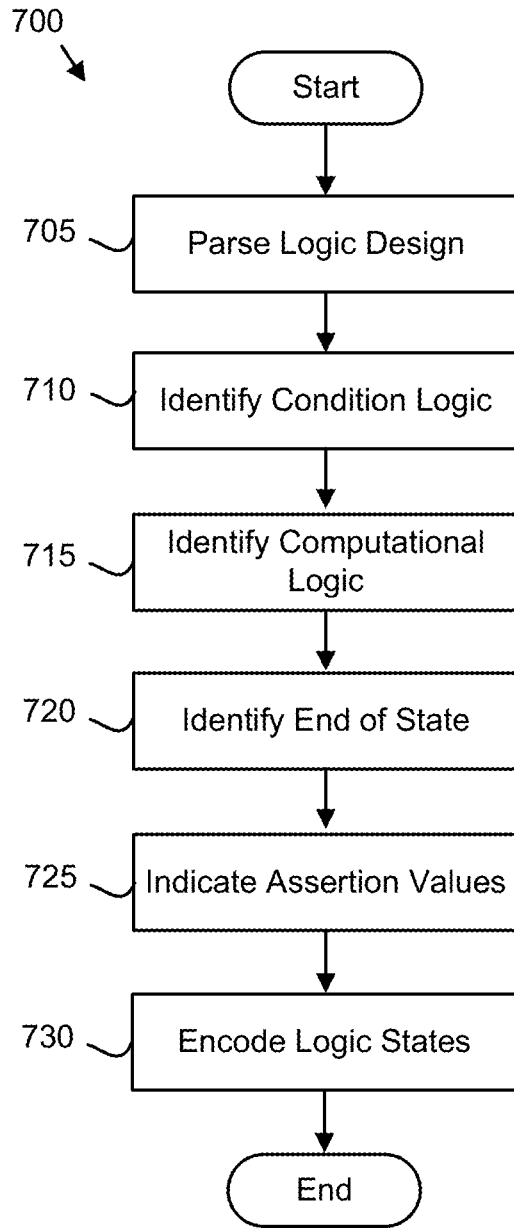 700
Start
705
Parse Logic Design
710
Identify Condition Logic
715
Identify Computational
Logic
720
Identify End of State
725
Indicate Assertion Values
730
Encode Logic States
End